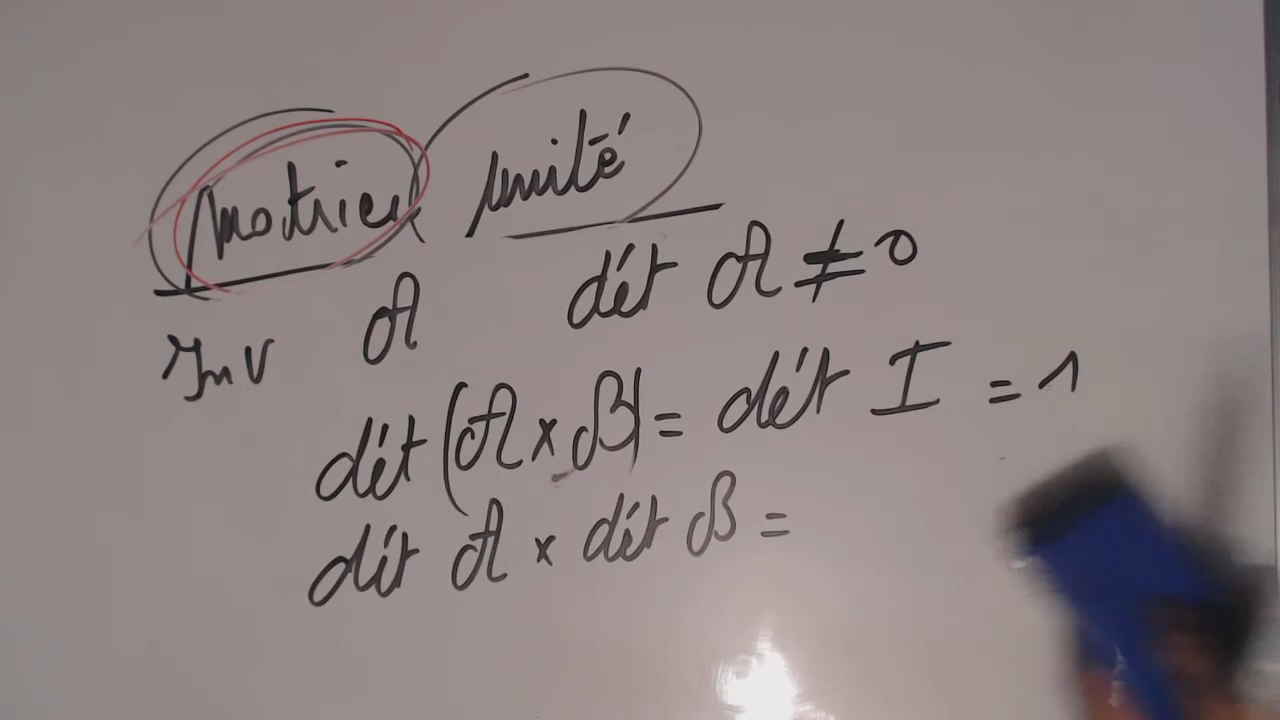 Matrice unité
Inv A dét A ≠ 0
dét (A x B) = dét I = 1
dét A x dét B =